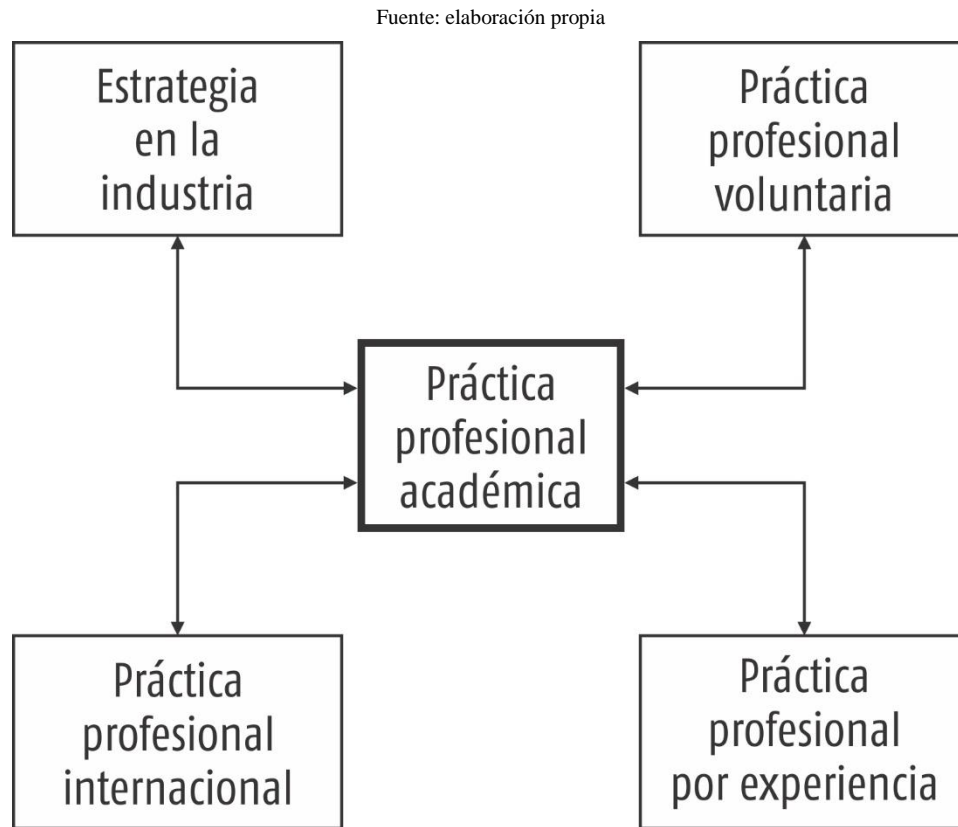 Fuente: elaboración propia
Estrategia
en la
industria
Práctica
profesional
voluntaria
Práctica
profesional
académica
Práctica
profesional
internacional
Práctica
profesional
por experiencia